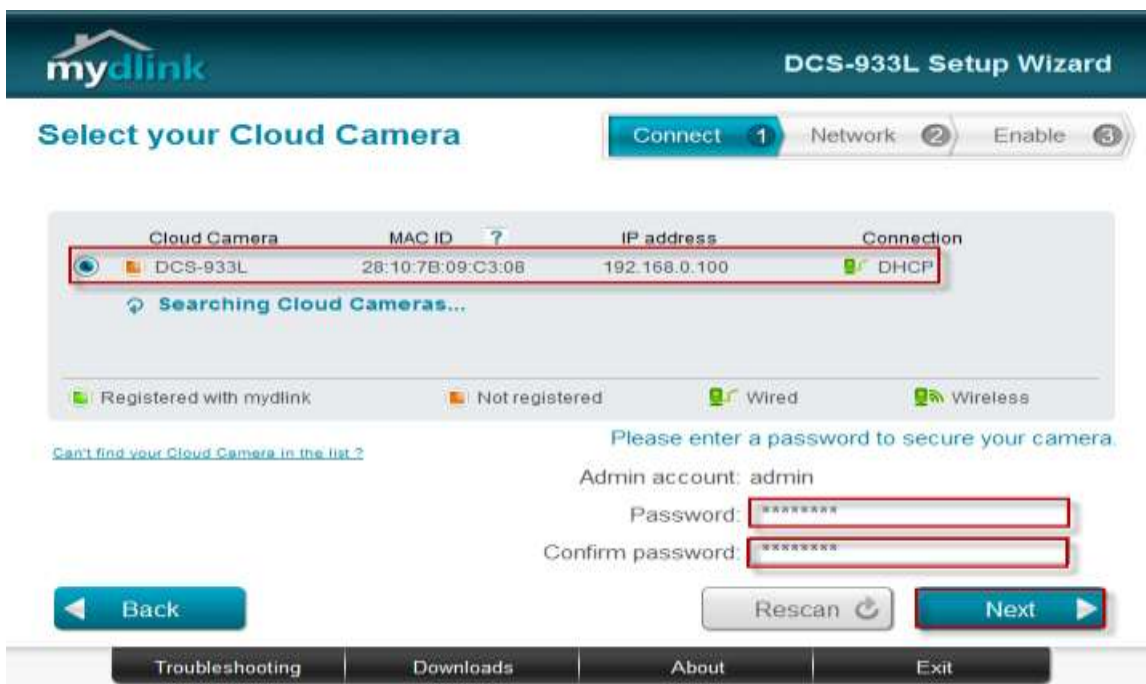 mydlink
DCS-933L Setup Wizard
Select your Cloud Camera
Connect 1 Network 2 Enable 3
Cloud Camera MAC ID ? IP address Connection
DCS-933L 28:10:7B:09:C3:08 192.168.0.100 DHCP
Searching Cloud Cameras...
Registered with mydlink Not registered Wired Wireless
Can't find your Cloud Camera in the list ?
Please enter a password to secure your camera.
Admin account: admin
Password: ********
Confirm password: ********
Back Rescan Next
Troubleshooting Downloads About Exit